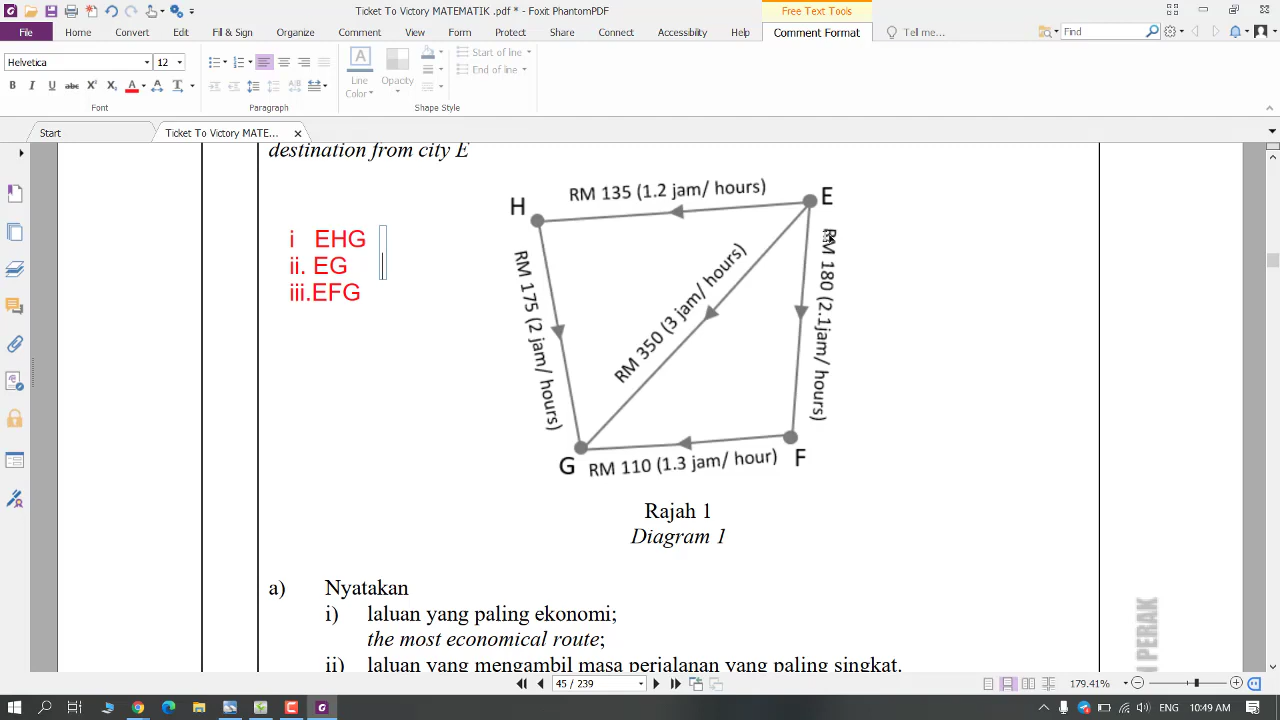 Ticket To Victory MATEMATIK .pdf * - Foxit PhantomPDF
Free Text Tools
File
Home
Convert
Edit
Fill & Sign
Organize
Comment
View
Form
Protect
Share
Connect
Accessibility
Help
Comment Format
Tell me...
Find
Helvetica
12
Line
Color
Opacity
Start of line
End of line
Font
Paragraph
Shape Style
Start
Ticket To Victory MATE...
destination from city E
H
RM 135 (1.2 jam/ hours)
E
i EHG
ii. EG
iii.EFG
RM 175 (2 jam/ hours)
RM 350 (3 jam/ hours)
RM 180 (2.1jam/ hours)
G
RM 110 (1.3 jam/ hour)
F
Rajah 1
Diagram 1
a) Nyatakan
i) laluan yang paling ekonomi;
the most economical route;
ii) laluan yang mengambil masa perjalanan yang paling singkat.
45 / 239
179.41%
ENG
10:49 AM